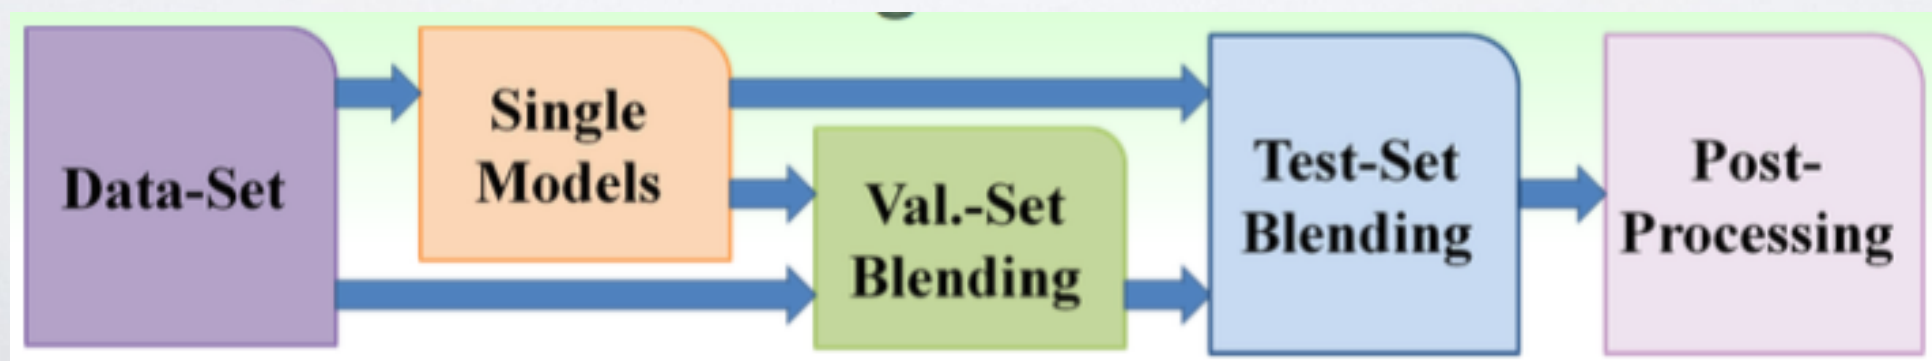 Data-Set
Single
Models
Val.-Set
Blending
Test-Set
Blending
Post-
Processing